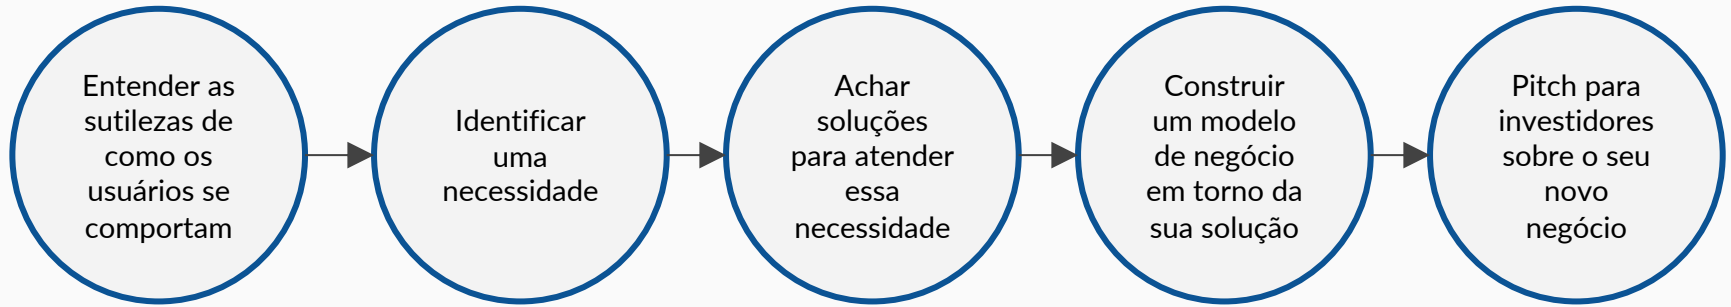 Entender as
sutilezas de
como os
usuários se
comportam
Identificar
uma
necessidade
Achar
soluções
para atender
essa
necessidade
Construir
um modelo
de negócio
em torno da
sua solução
Pitch para
investidores
sobre o seu
novo
negócio